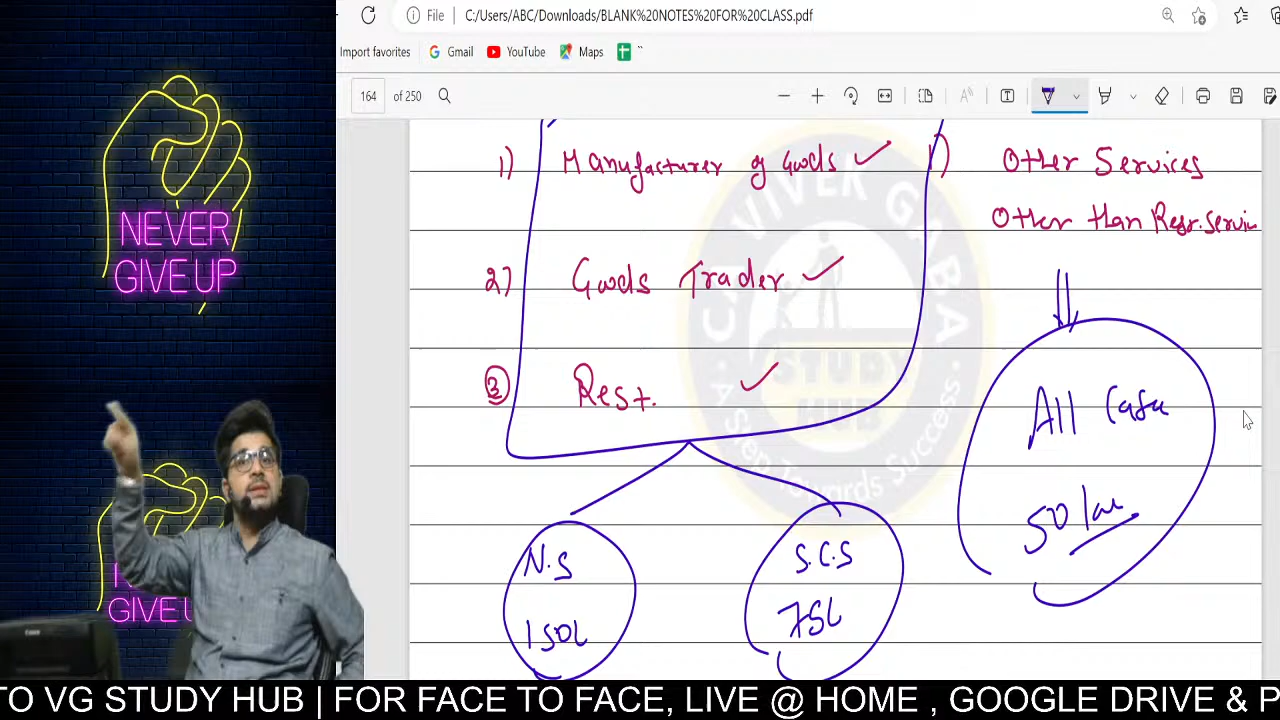 File C:/Users/ABC/Downloads/BLANK%20NOTES%20FOR%20CLASS.pdf
Import favorites Gmail YouTube Maps
164 of 250
1) Manufacturer of Goods
1) Other Services
Other than Rest. Servic
2) Goods Trader
3 Rest.
All Case
50 lac
N.S
150L
S.C.S
75L
NEVER
GIVE UP
GIVE U
TO VG STUDY HUB | FOR FACE TO FACE, LIVE @ HOME , GOOGLE DRIVE & P